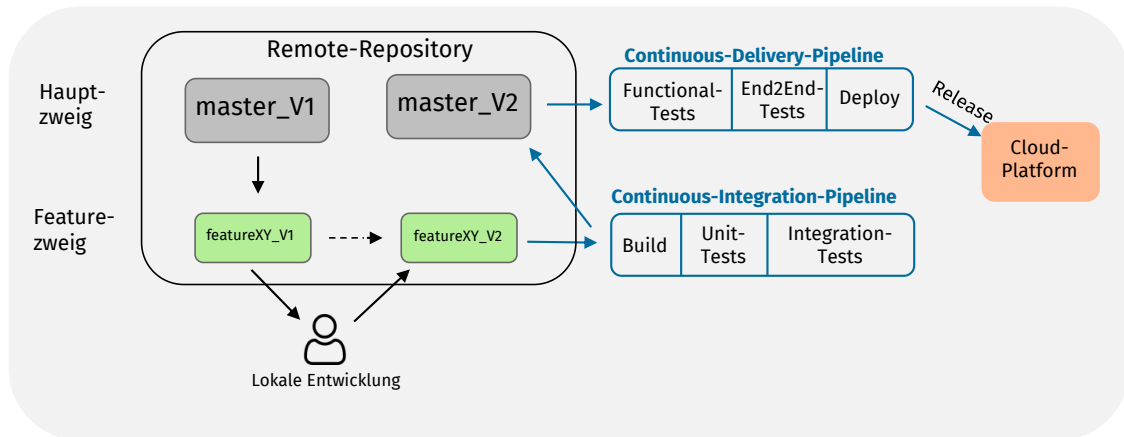 Remote-Repository
Haupt-
zweig
master_V1
master_V2
Continuous-Delivery-Pipeline
Functional-
Tests
End2End-
Tests
Deploy
Release
Cloud-
Platform
Feature-
zweig
featureXY_V1
featureXY_V2
Continuous-Integration-Pipeline
Build
Unit-
Tests
Integration-
Tests
Lokale Entwicklung